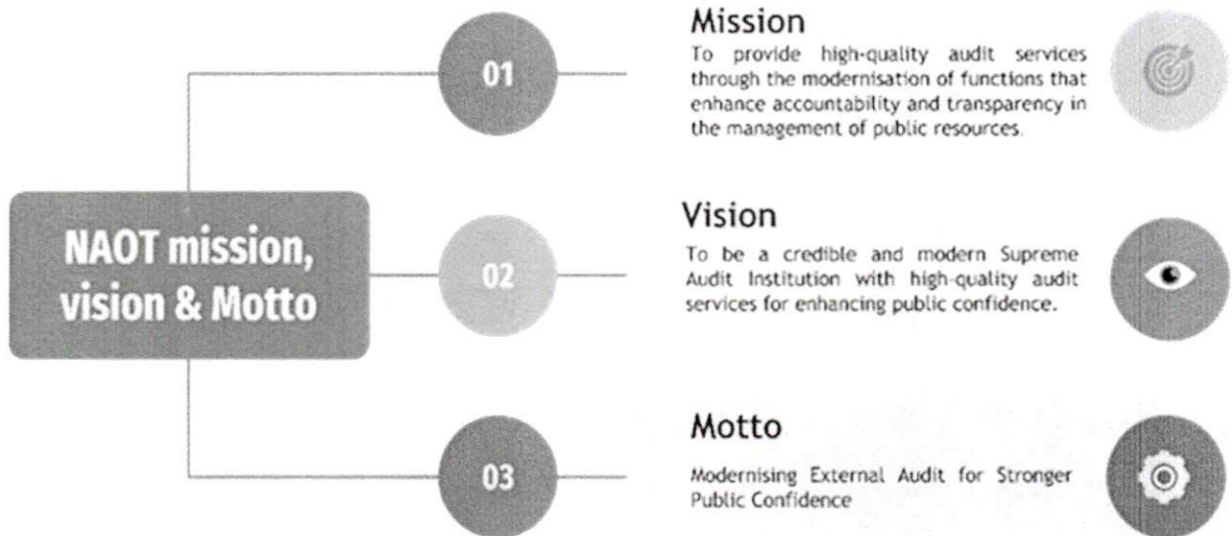 NAOT mission,
vision & Motto
01
Mission
To provide high-quality audit services
through the modernisation of functions that
enhance accountability and transparency in
the management of public resources.
02
Vision
To be a credible and modern Supreme
Audit Institution with high-quality audit
services for enhancing public confidence.
03
Motto
Modernising External Audit for Stronger
Public Confidence